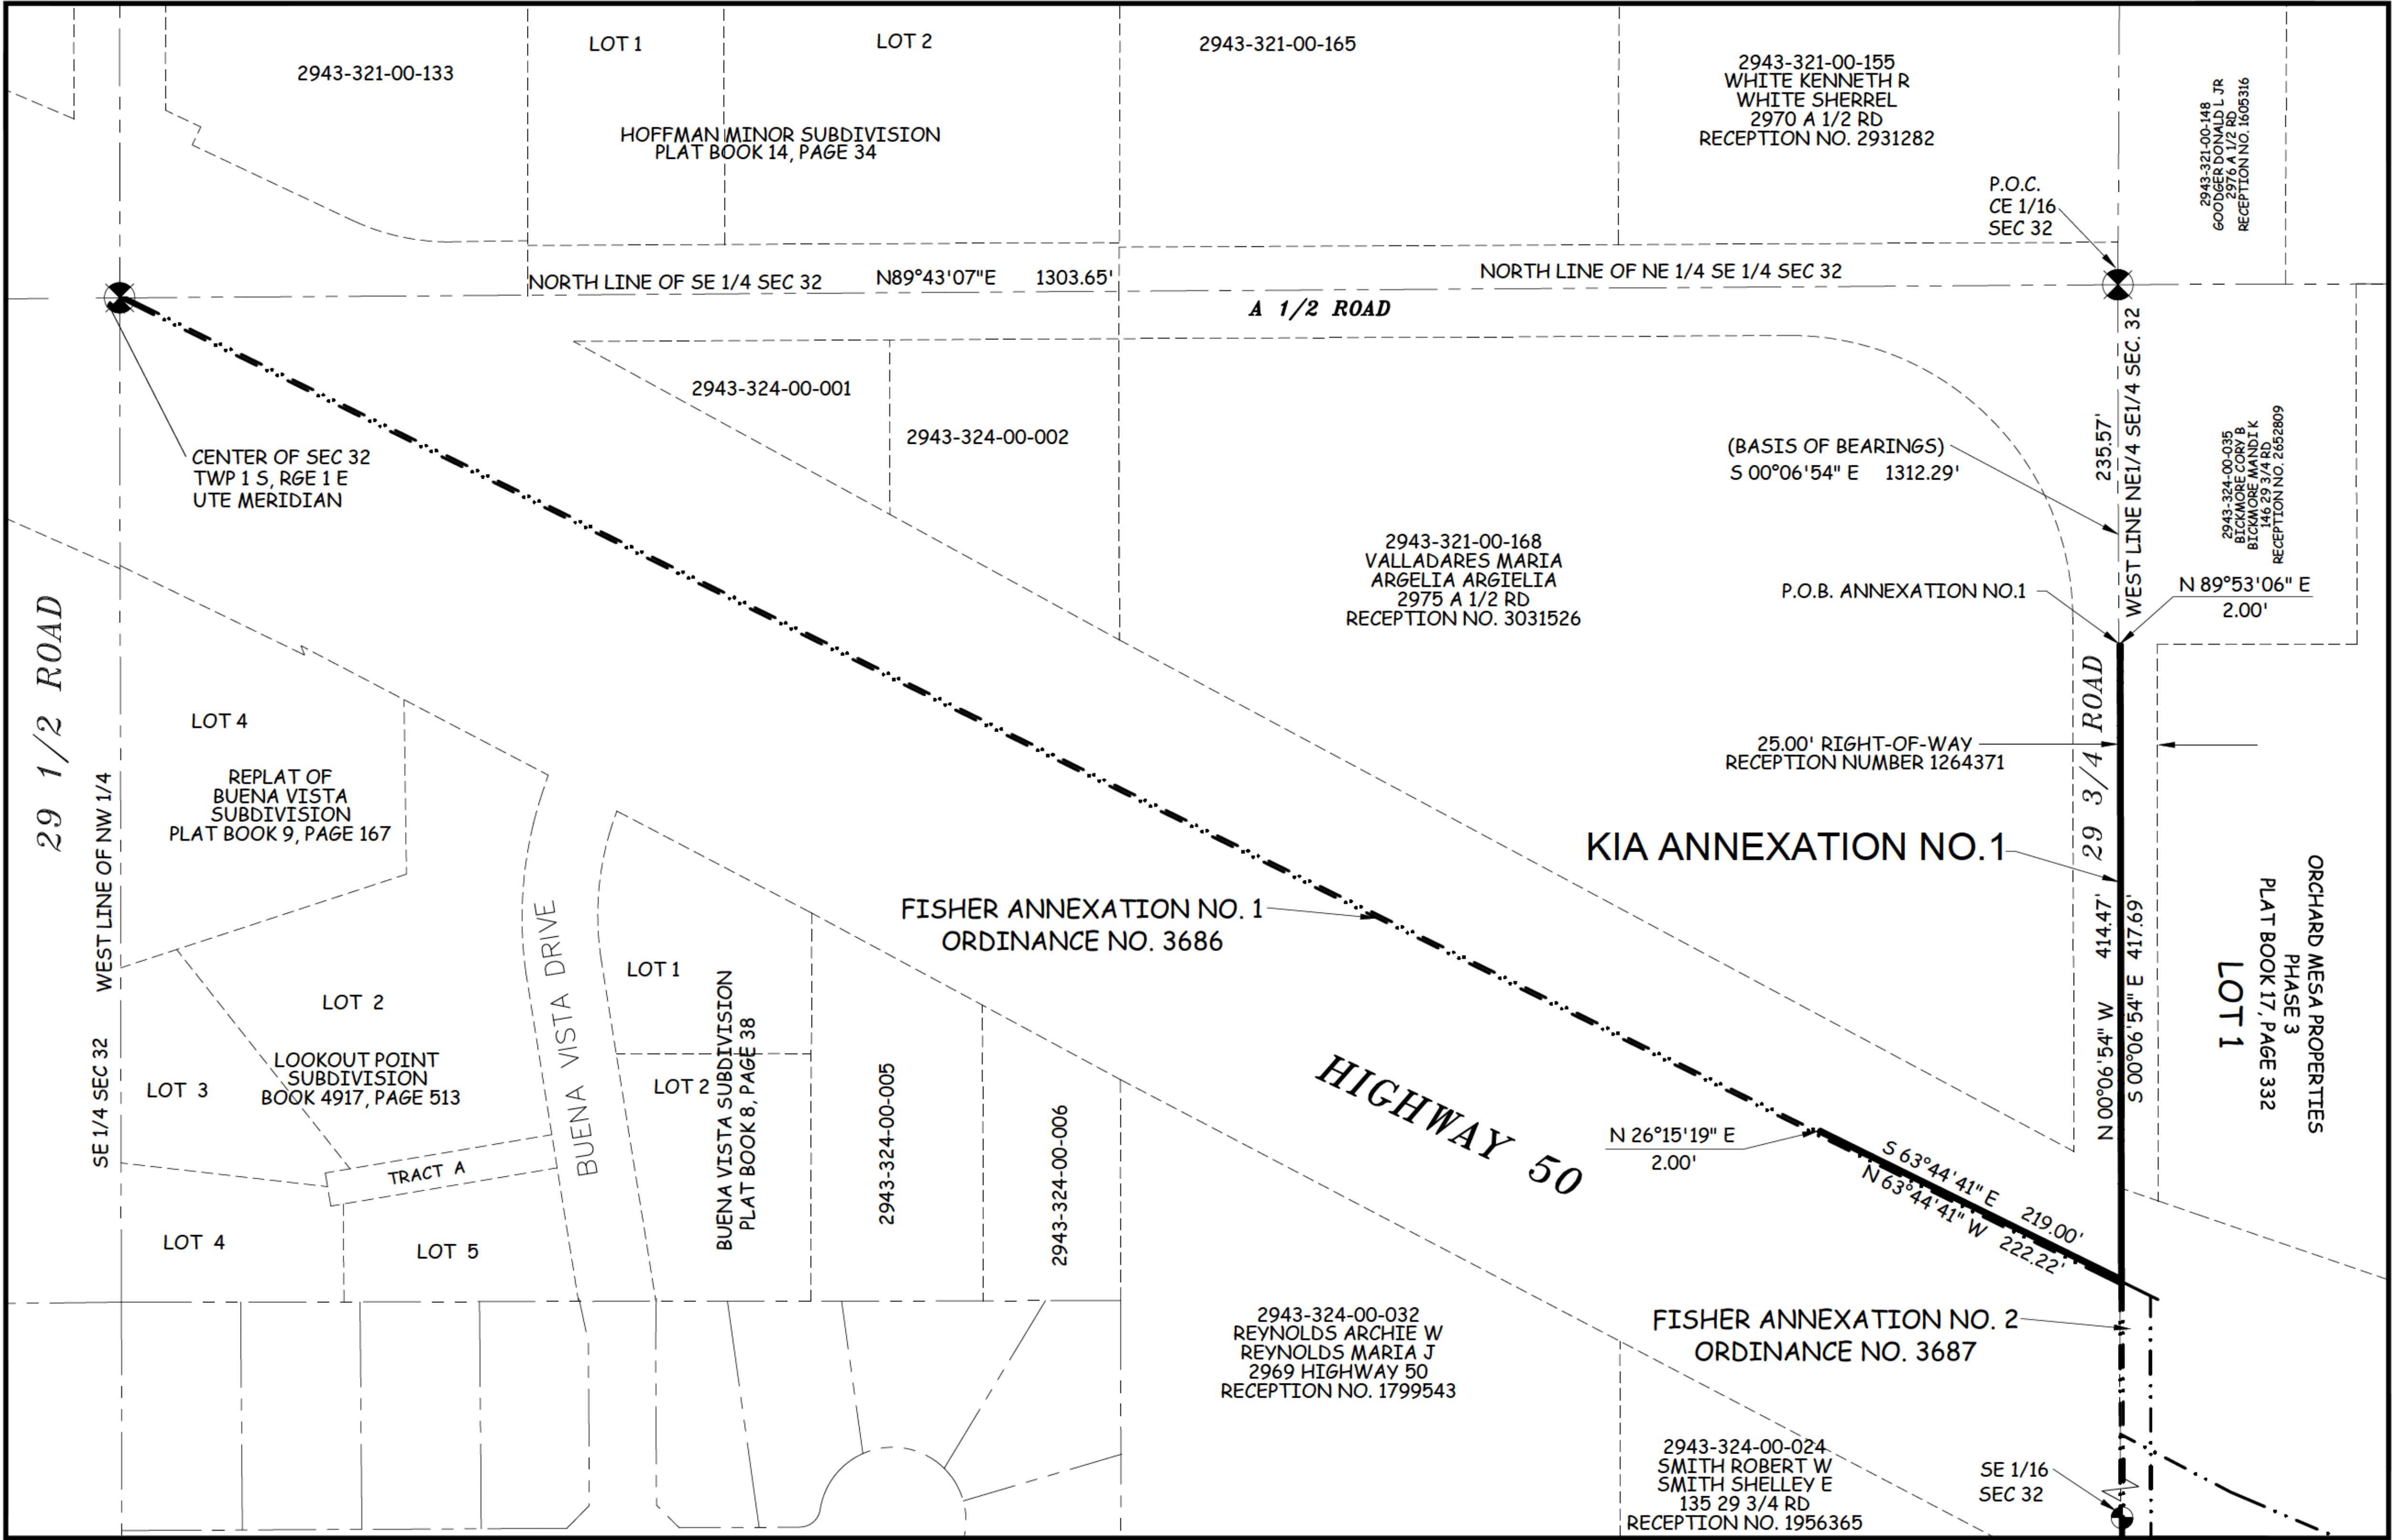 LOT 1
LOT 2
2943-321-00-165
2943-321-00-133
2943-321-00-155
WHITE KENNETH R
WHITE SHERREL
2970 A 1/2 RD
RECEPTION NO. 2931282
2943-321-00-148
GOODGER DONALD L JR
2976 A 1/2 RD
RECEPTION NO. 1605316
HOFFMAN MINOR SUBDIVISION
PLAT BOOK 14, PAGE 34
P.O.C.
CE 1/16
SEC 32
NORTH LINE OF SE 1/4 SEC 32
N89°43'07"E 1303.65'
NORTH LINE OF NE 1/4 SE 1/4 SEC 32
A 1/2 ROAD
2943-324-00-001
2943-324-00-002
CENTER OF SEC 32
TWP 1 S, RGE 1 E
UTE MERIDIAN
(BASIS OF BEARINGS)
S 00°06'54" E 1312.29'
235.57'
WEST LINE NE1/4 SE1/4 SEC. 32
2943-324-00-035
BICKMORE CORY B
BICKMORE MANDI K
146 29 3/4 RD
RECEPTION NO. 2652809
2943-321-00-168
VALLADARES MARIA
ARGELIA ARGIELIA
2975 A 1/2 RD
RECEPTION NO. 3031526
P.O.B. ANNEXATION NO.1
N 89°53'06" E
2.00'
29 1/2 ROAD
LOT 4
REPLAT OF
BUENA VISTA
SUBDIVISION
PLAT BOOK 9, PAGE 167
25.00' RIGHT-OF-WAY
RECEPTION NUMBER 1264371
29 3/4 ROAD
KIA ANNEXATION NO.1
WEST LINE OF NW 1/4
SE 1/4 SEC 32
FISHER ANNEXATION NO. 1
ORDINANCE NO. 3686
N 00°06'54" W 414.47'
S 00°06'54" E 417.69'
ORCHARD MESA PROPERTIES
PHASE 3
PLAT BOOK 17, PAGE 332
LOT 1
LOT 2
LOOKOUT POINT
SUBDIVISION
BOOK 4917, PAGE 513
LOT 3
TRACT A
LOT 4
LOT 5
BUENA VISTA DRIVE
LOT 1
LOT 2
BUENA VISTA SUBDIVISION
PLAT BOOK 8, PAGE 38
2943-324-00-005
2943-324-00-006
HIGHWAY 50
N 26°15'19" E
2.00'
S 63°44'41" E 219.00'
N 63°44'41" W 222.22'
2943-324-00-032
REYNOLDS ARCHIE W
REYNOLDS MARIA J
2969 HIGHWAY 50
RECEPTION NO. 1799543
FISHER ANNEXATION NO. 2
ORDINANCE NO. 3687
2943-324-00-024
SMITH ROBERT W
SMITH SHELLEY E
135 29 3/4 RD
RECEPTION NO. 1956365
SE 1/16
SEC 32